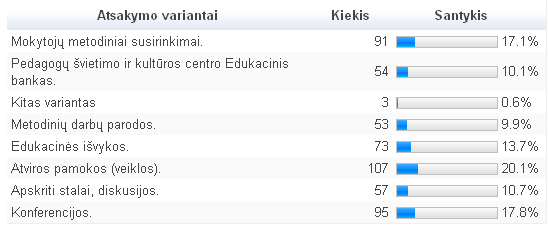 Atsakymo variantai Kiekis Santykis
Mokytojų metodiniai susirinkimai. 91 17.1%
Pedagogų švietimo ir kultūros centro Edukacinis
bankas. 54 10.1%
Kitas variantas 3 0.6%
Metodinių darbų parodos. 53 9.9%
Edukacinės išvykos. 73 13.7%
Atviros pamokos (veiklos). 107 20.1%
Apskriti stalai, diskusijos. 57 10.7%
Konferencijos. 95 17.8%